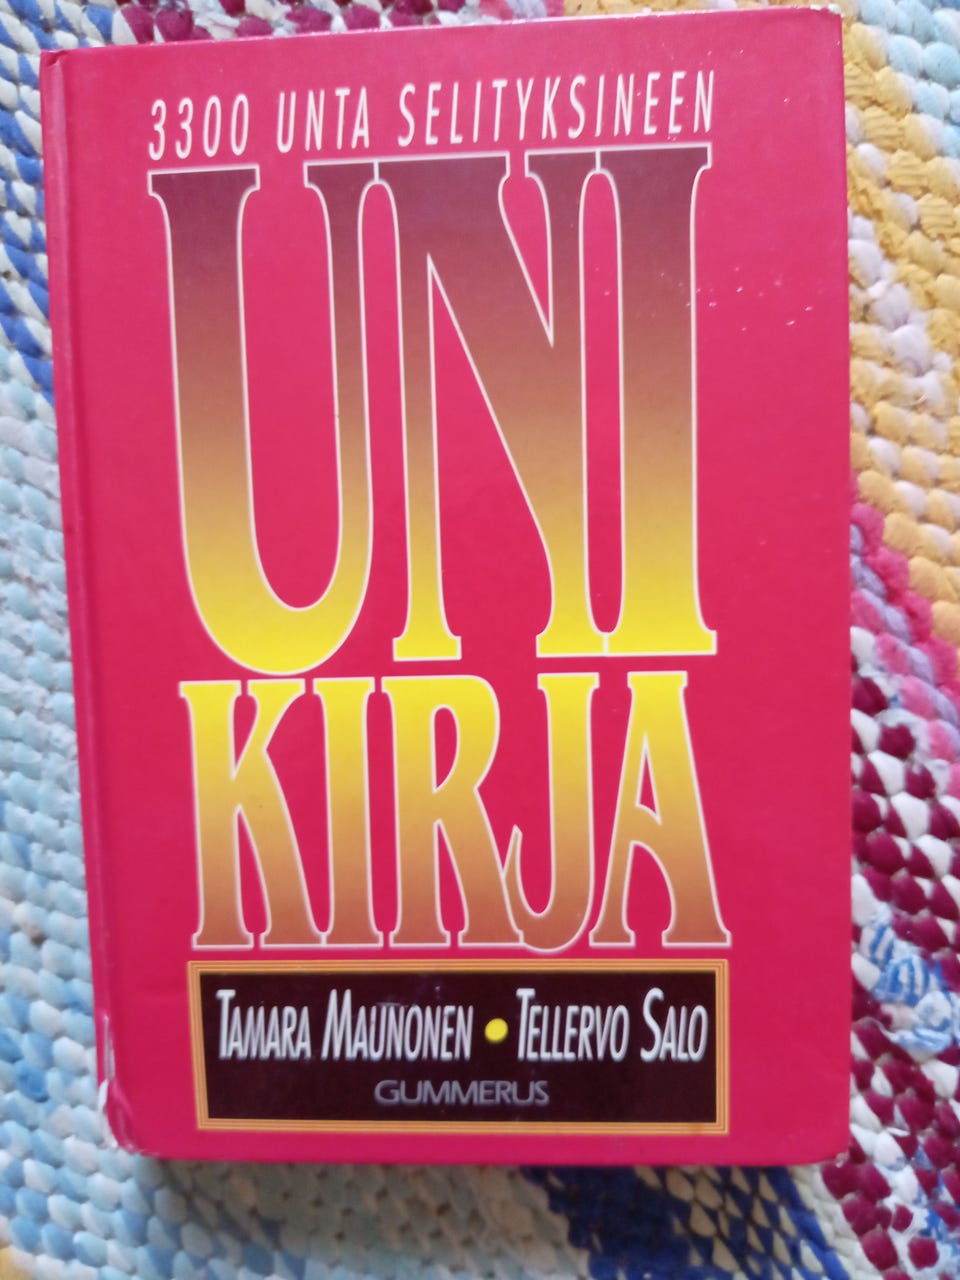 3300 UNTA SELITYKSINEEN
UNI
KIRJA
TAMARA MAUNONEN • TELLERVO SALO
GUMMERUS